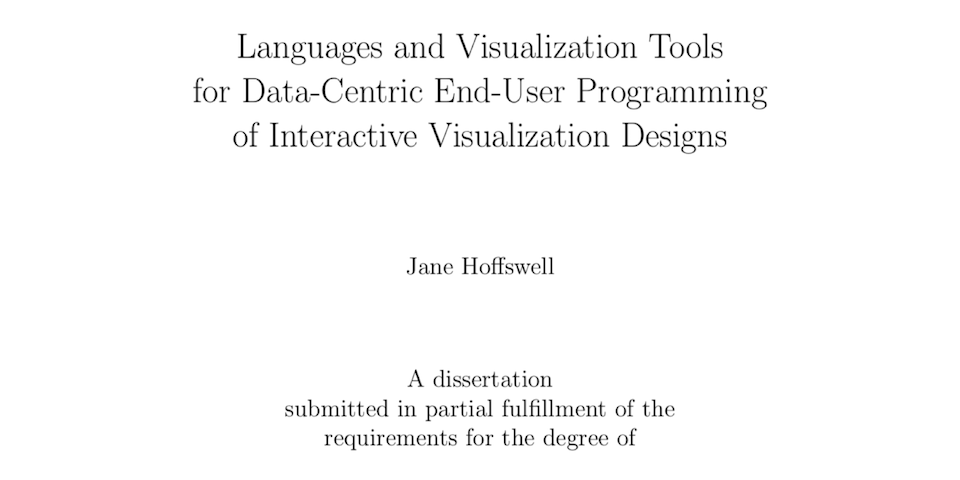 Languages and Visualization Tools
for Data-Centric End-User Programming
of Interactive Visualization Designs
Jane Hoffswell
A dissertation
submitted in partial fulfillment of the
requirements for the degree of